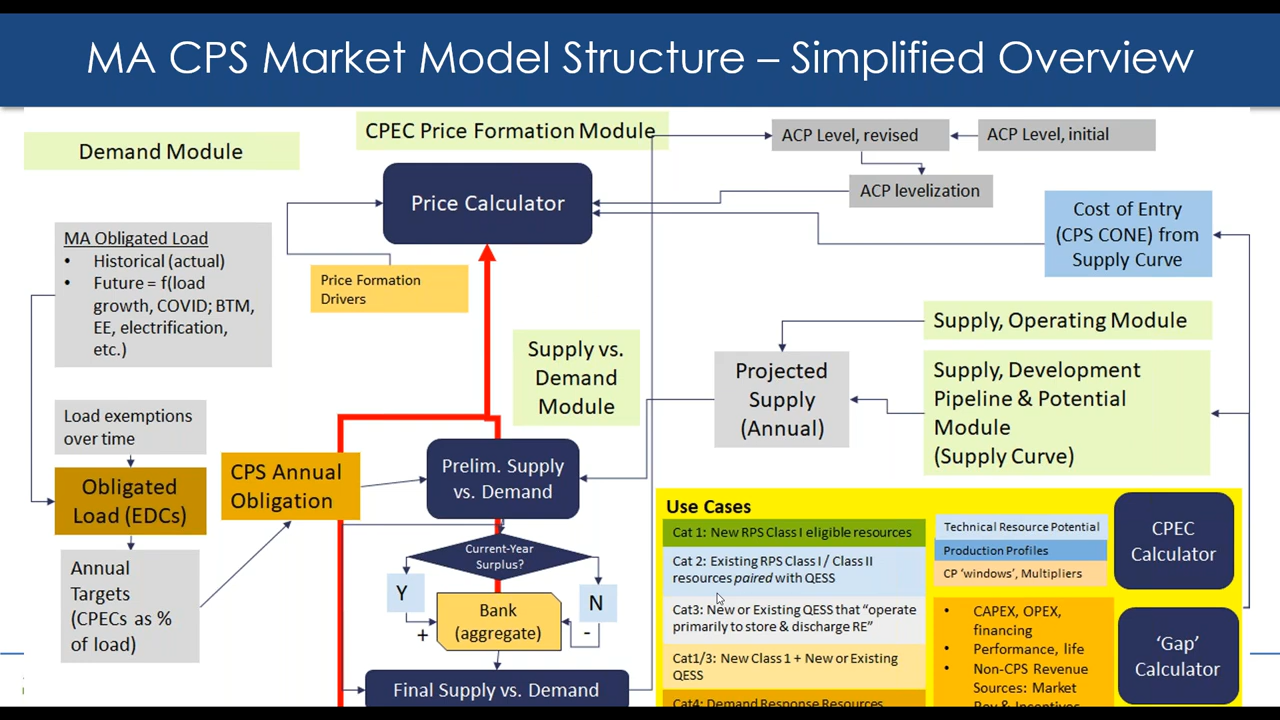 MA CPS Market Model Structure – Simplified Overview
Demand Module
CPEC Price Formation Module
ACP Level, revised
ACP Level, initial
ACP levelization
Price Calculator
Cost of Entry
(CPS CONE) from
Supply Curve
MA Obligated Load
• Historical (actual)
• Future = f(load
growth, COVID; BTM,
EE, electrification,
etc.)
Price Formation
Drivers
Supply vs.
Demand
Module
Supply, Operating Module
Projected
Supply
(Annual)
Supply, Development
Pipeline & Potential
Module
(Supply Curve)
Load exemptions
over time
Obligated
Load (EDCs)
CPS Annual
Obligation
Prelim. Supply
vs. Demand
Annual
Targets
(CPECs as %
of load)
Current-Year
Surplus?
Y
N
Bank
(aggregate)
+
-
Final Supply vs. Demand
Use Cases
Cat 1: New RPS Class I eligible resources
Cat 2: Existing RPS Class I / Class II
resources paired with QESS
Cat3: New or Existing QESS that “operate
primarily to store & discharge RE”
Cat1/3: New Class 1 + New or Existing
QESS
Cat4: Demand Response Resources
Technical Resource Potential
Production Profiles
CP ‘windows’, Multipliers
CPEC
Calculator
• CAPEX, OPEX,
financing
• Performance, life
• Non-CPS Revenue
Sources: Market
Rev & Incentives
‘Gap’
Calculator